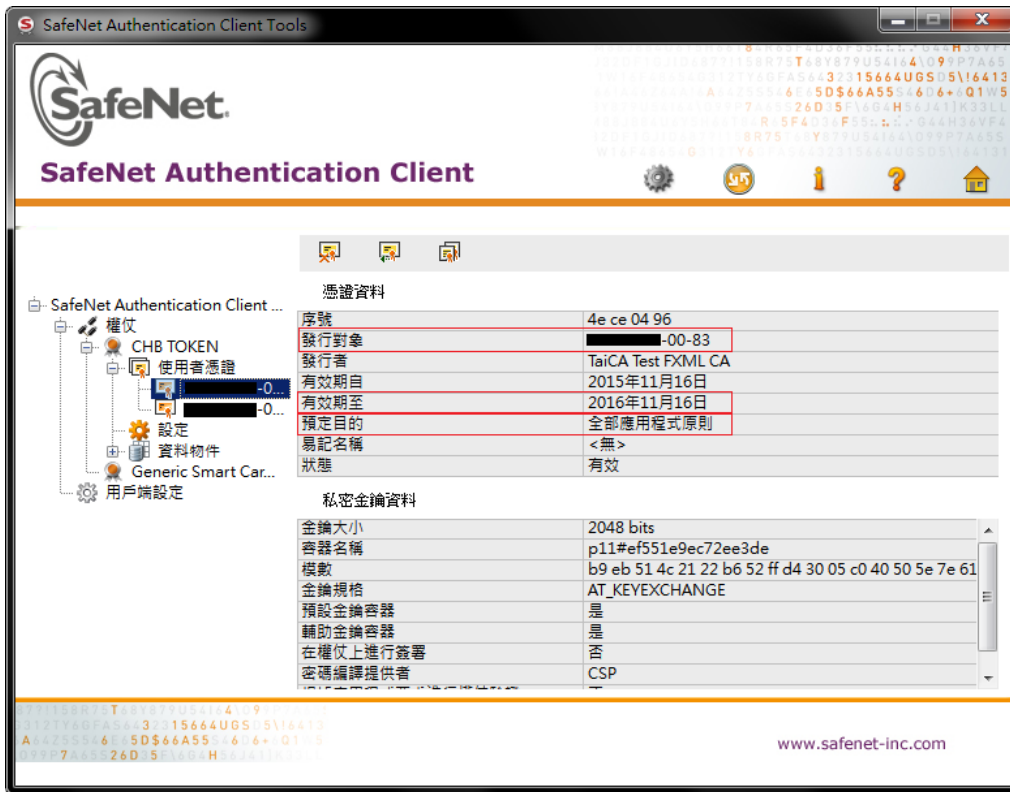 SafeNet Authentication Client Tools
SafeNet.
SafeNet Authentication Client
SafeNet Authentication Client ...
權仗
CHB TOKEN
使用者憑證
-0...
-0...
設定
資料物件
Generic Smart Car...
用戶端設定
憑證資料
序號 4e ce 04 96
發行對象 -00-83
發行者 TaiCA Test FXML CA
有效期自 2015年11月16日
有效期至 2016年11月16日
預定目的 全部應用程式原則
易記名稱 <無>
狀態 有效
私密金鑰資料
金鑰大小 2048 bits
容器名稱 p11#ef551e9ec72ee3de
模數 b9 eb 51 4c 21 22 b6 52 ff d4 30 05 c0 40 50 5e 7e 61
金鑰規格 AT_KEYEXCHANGE
預設金鑰容器 是
輔助金鑰容器 是
在權仗上進行簽署 否
密碼編譯提供者 CSP
www.safenet-inc.com